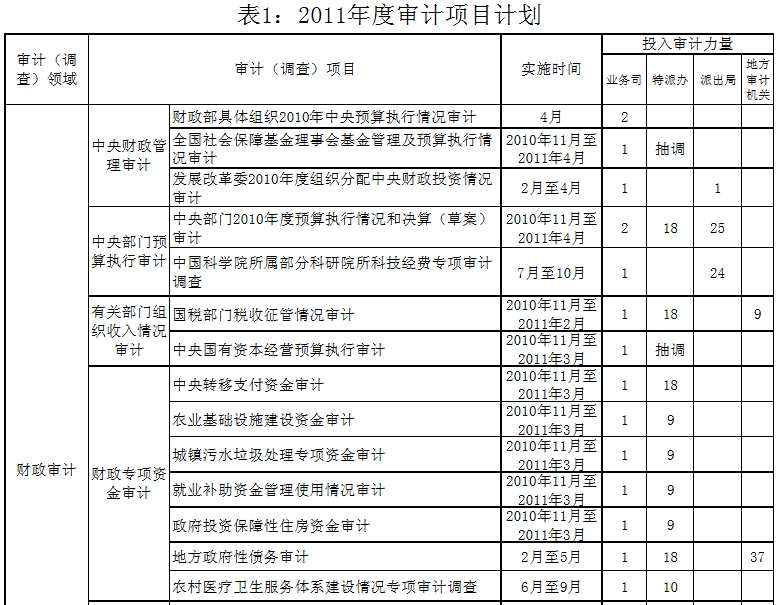 表1：2011年度审计项目计划
审计（调
查）领域
审计（调查）项目
实施时间
投入审计力量
业务司
特派办
派出局
地方
审计
机关
财政审计
中央财政管
理审计
财政部具体组织2010年中央预算执行情况审计
4月
2
全国社会保障基金理事会基金管理及预算执行情
况审计
2010年11月至
2011年4月
1
抽调
发展改革委2010年度组织分配中央财政投资情况
审计
2月至4月
1
1
中央部门预
算执行审计
中央部门2010年度预算执行情况和决算（草案）
审计
2010年11月至
2011年4月
2
18
25
中国科学院所属部分科研院所科技经费专项审计
调查
7月至10月
1
24
有关部门组
织收入情况
审计
国税部门税收征管情况审计
2010年11月至
2011年2月
1
18
9
中央国有资本经营预算执行审计
2010年11月至
2011年3月
1
抽调
财政专项资
金审计
中央转移支付资金审计
2010年11月至
2011年3月
1
18
农业基础设施建设资金审计
2010年11月至
2011年3月
1
9
城镇污水垃圾处理专项资金审计
2010年11月至
2011年3月
1
9
就业补助资金管理使用情况审计
2010年11月至
2011年3月
1
9
政府投资保障性住房资金审计
2010年11月至
2011年3月
1
9
地方政府性债务审计
2月至5月
1
18
37
农村医疗卫生服务体系建设情况专项审计调查
6月至9月
1
10